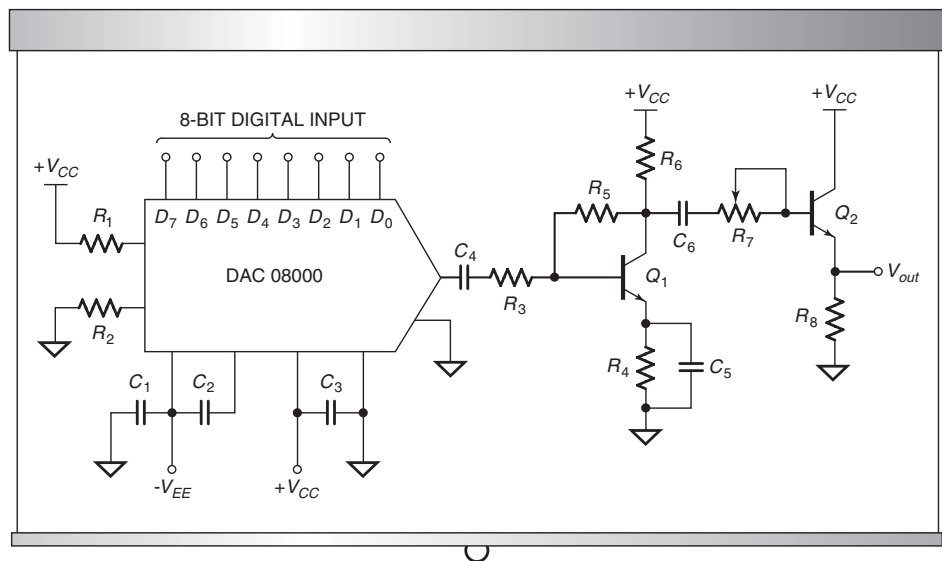 8-BIT DIGITAL INPUT
+VCC
+VCC
+VCC
R1
D7 D6 D5 D4 D3 D2 D1 D0
R6
R5
C6
R7
Q2
DAC 08000
C4
R3
Q1
Vout
R2
R8
R4
C5
C1
C2
C3
-VEE
+VCC